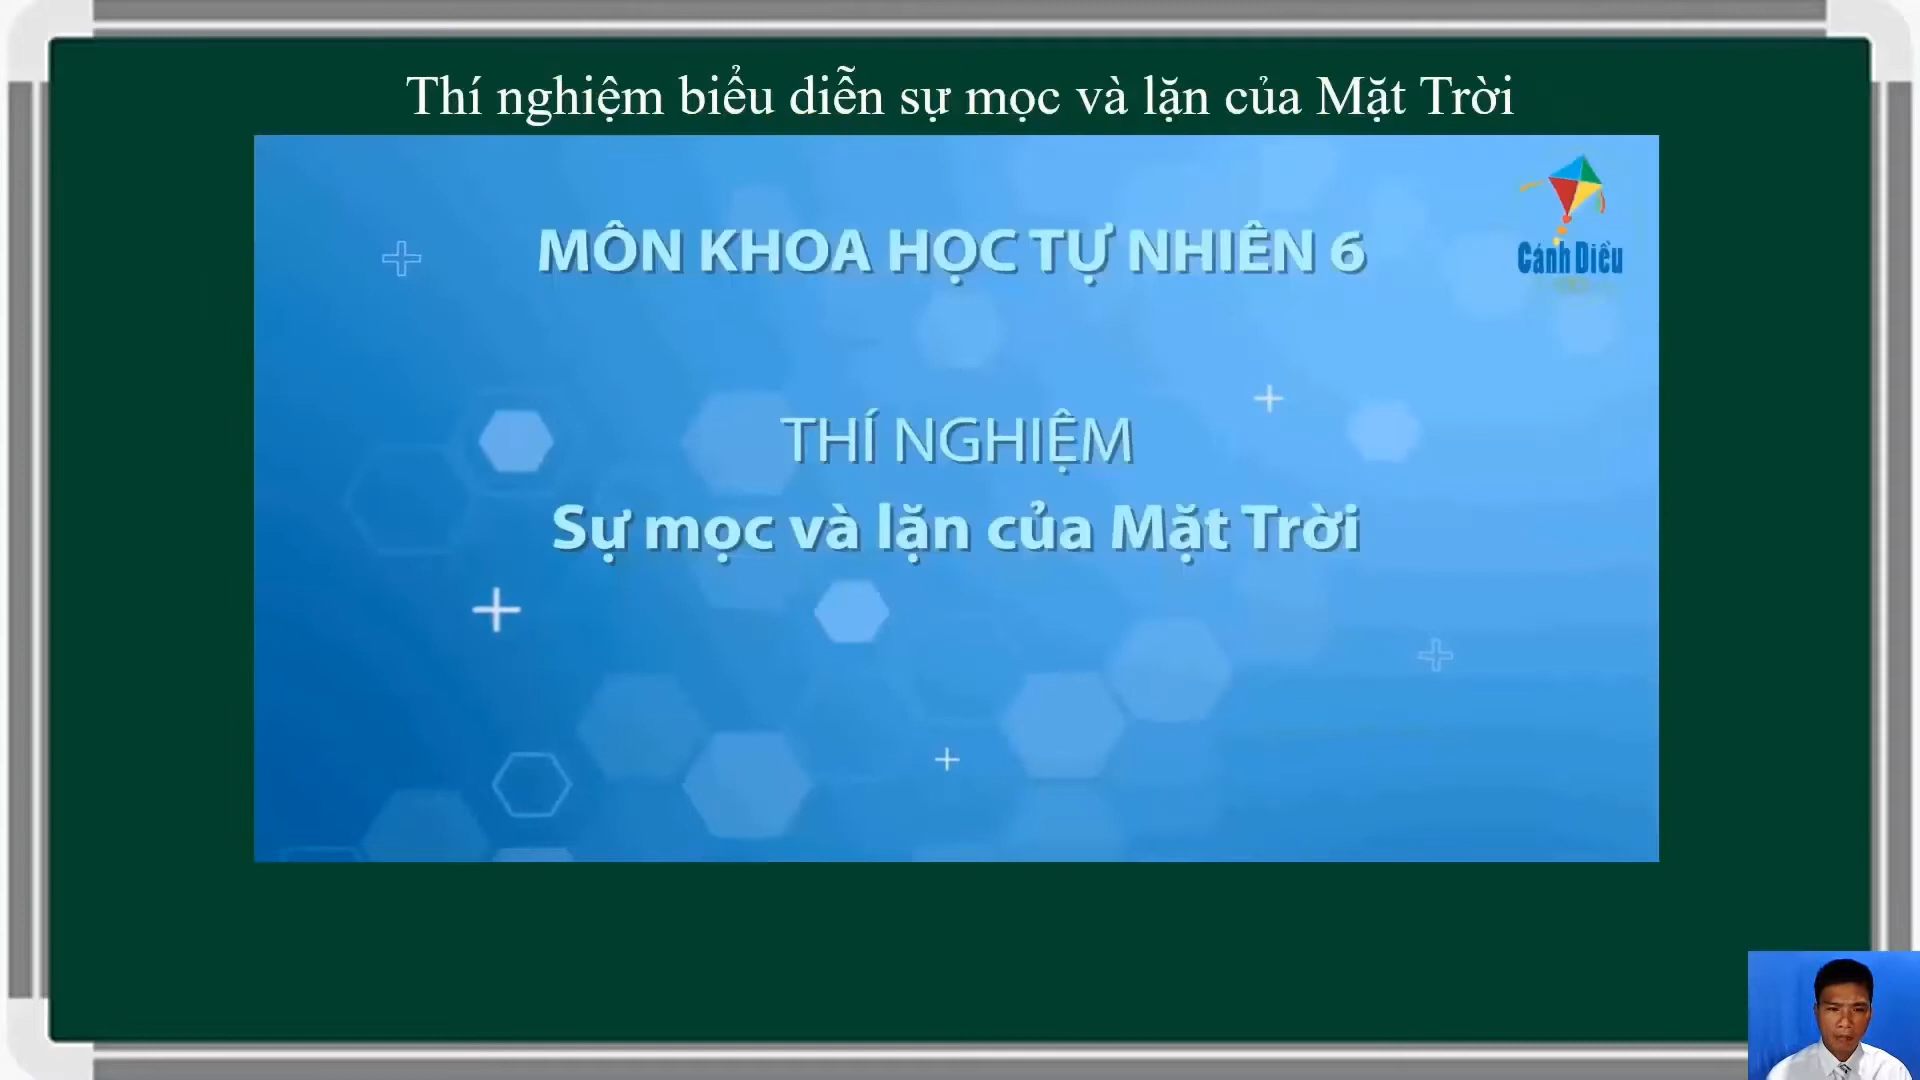 Thí nghiệm biểu diễn sự mọc và lặn của Mặt Trời
MÔN KHOA HỌC TỰ NHIÊN 6
Cánh Diều
THÍ NGHIỆM
Sự mọc và lặn của Mặt Trời